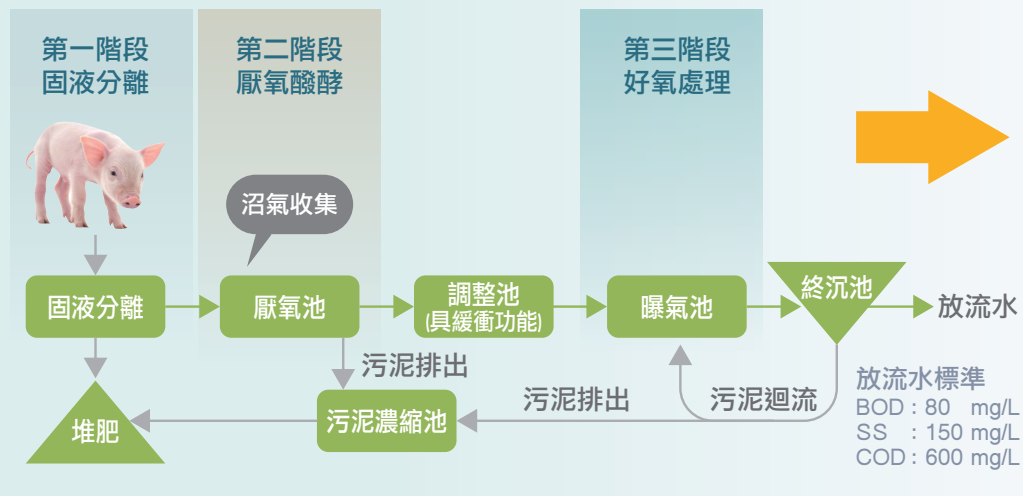 第一階段
固液分離
第二階段
厭氧醱酵
第三階段
好氧處理
沼氣收集
固液分離
厭氧池
調整池
(具緩衝功能)
曝氣池
終沉池
放流水
污泥排出
污泥排出
污泥迴流
堆肥
污泥濃縮池
放流水標準
BOD : 80 mg/L
SS : 150 mg/L
COD : 600 mg/L